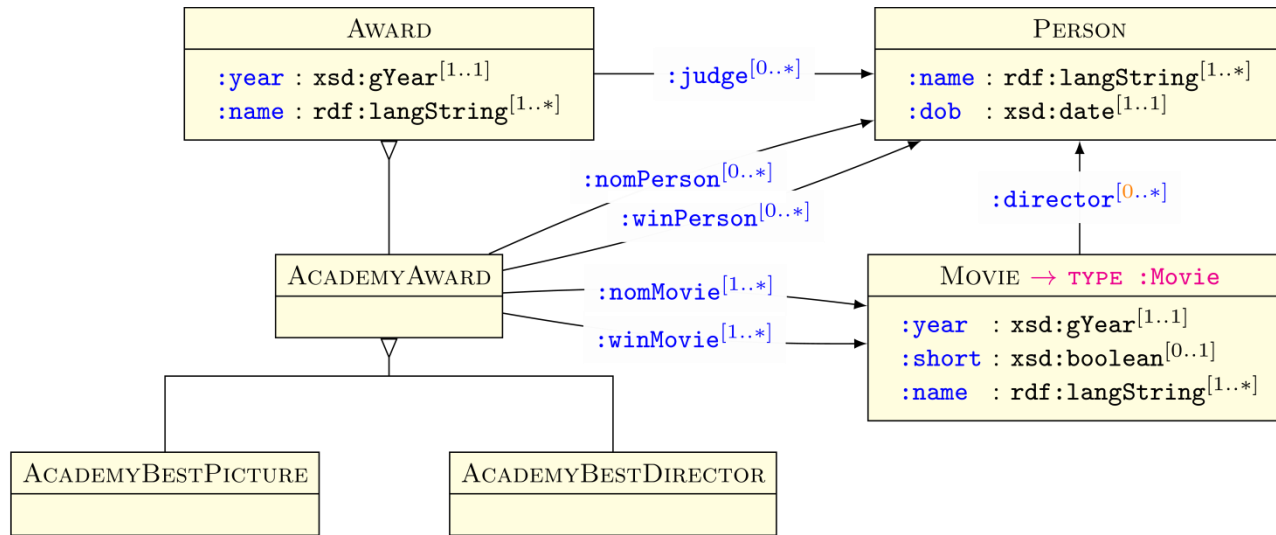 AWARD
:year : xsd:gYear[1..1]
:name : rdf:langString[1..*]
:judge[0..*]
PERSON
:name : rdf:langString[1..*]
:dob : xsd:date[1..1]
:nomPerson[0..*]
:winPerson[0..*]
:director[0..*]
ACADEMYAWARD
:nomMovie[1..*]
:winMovie[1..*]
MOVIE → TYPE :Movie
:year : xsd:gYear[1..1]
:short : xsd:boolean[0..1]
:name : rdf:langString[1..*]
ACADEMYBESTPICTURE
ACADEMYBESTDIRECTOR